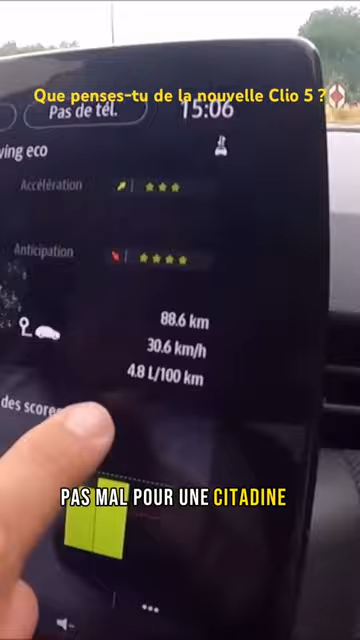 Que penses-tu de la nouvelle Clio 5 ?
Pas de tél.
15:06
ving eco
Accélération
Anticipation
88.6 km
30.6 km/h
4.8 L/100 km
des scores
PAS MAL POUR UNE CITADINE